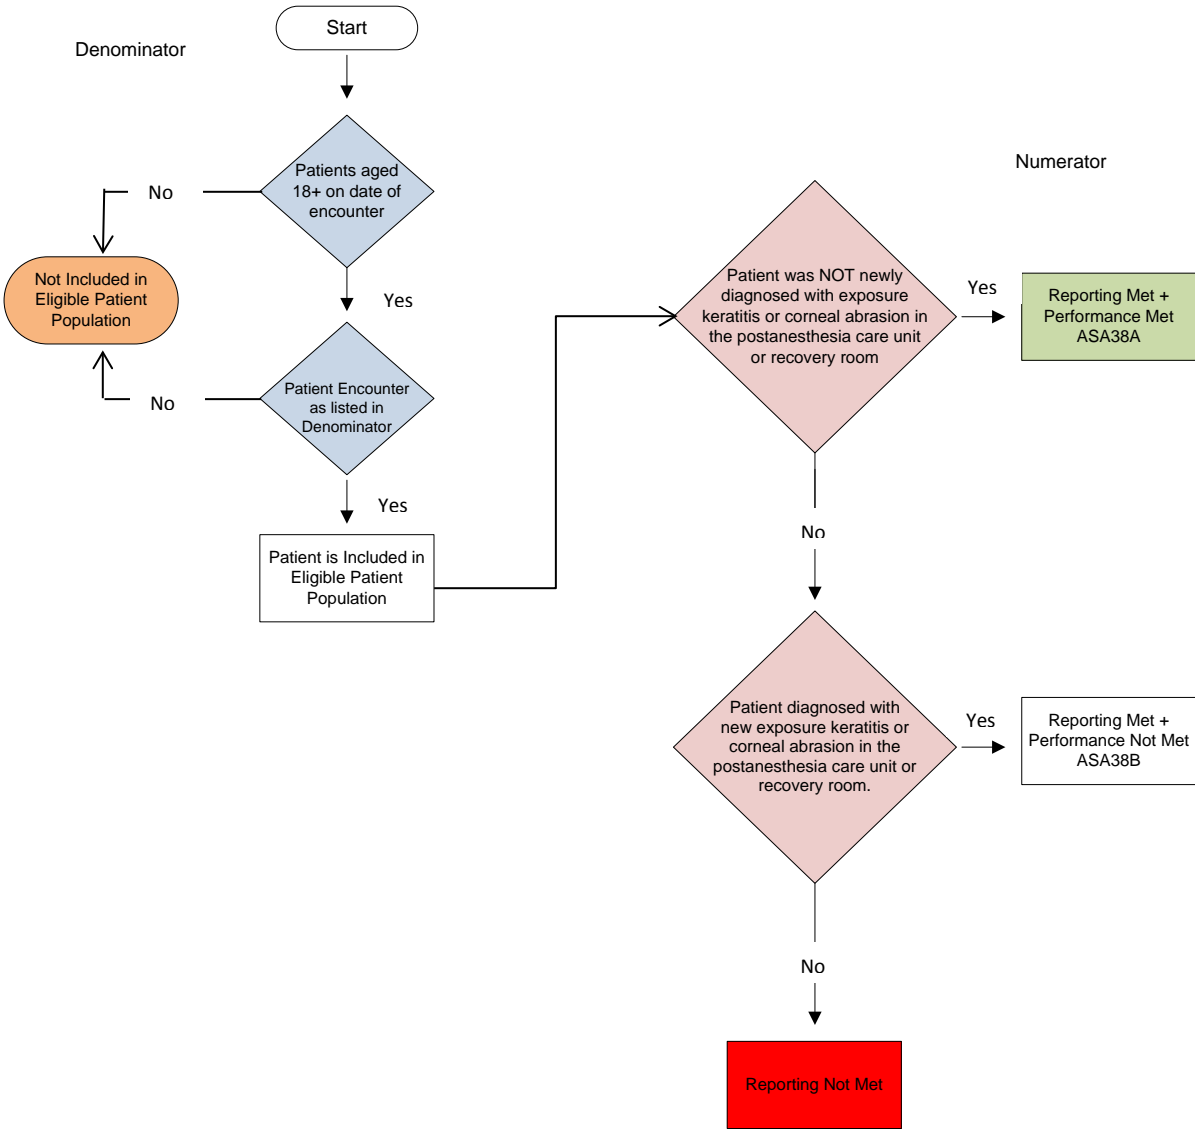 Start
Denominator
Patients aged
18+ on date of
encounter
No
Not Included in
Eligible Patient
Population
Yes
Patient Encounter
as listed in
Denominator
No
Yes
Patient is Included in
Eligible Patient
Population
Numerator
Patient was NOT newly
diagnosed with exposure
keratitis or corneal abrasion in
the postanesthesia care unit
or recovery room
Yes
Reporting Met +
Performance Met
ASA38A
No
Patient diagnosed with
new exposure keratitis or
corneal abrasion in the
postanesthesia care unit or
recovery room.
Yes
Reporting Met +
Performance Not Met
ASA38B
No
Reporting Not Met